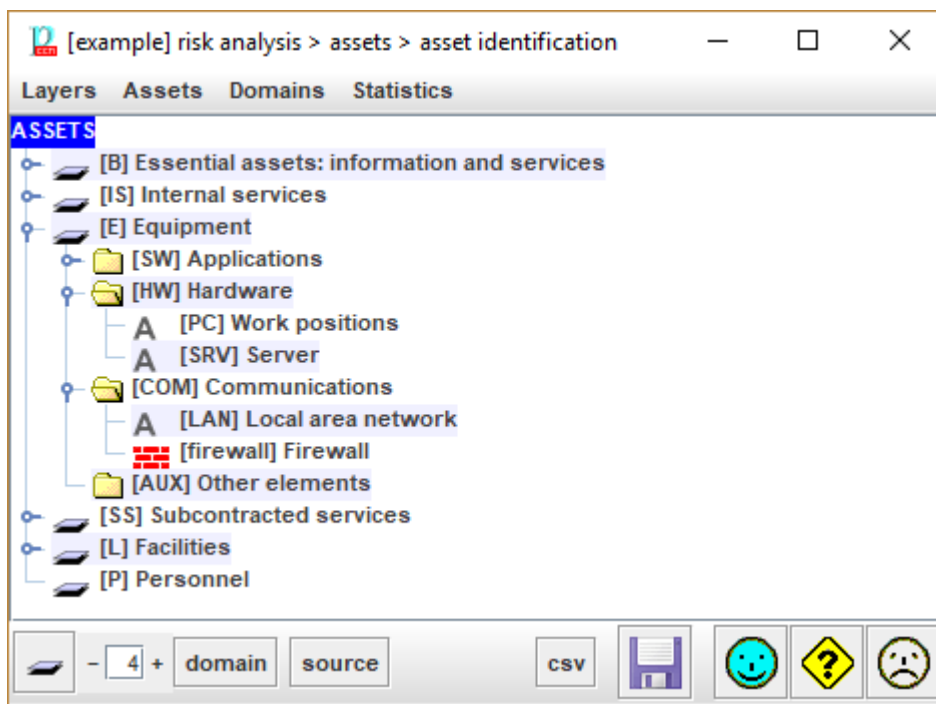 [example] risk analysis > assets > asset identification
Layers Assets Domains Statistics
ASSETS
[B] Essential assets: information and services
[IS] Internal services
[E] Equipment
[SW] Applications
[HW] Hardware
A [PC] Work positions
A [SRV] Server
[COM] Communications
A [LAN] Local area network
[firewall] Firewall
[AUX] Other elements
[SS] Subcontracted services
[L] Facilities
[P] Personnel
- 4 + domain source csv ?